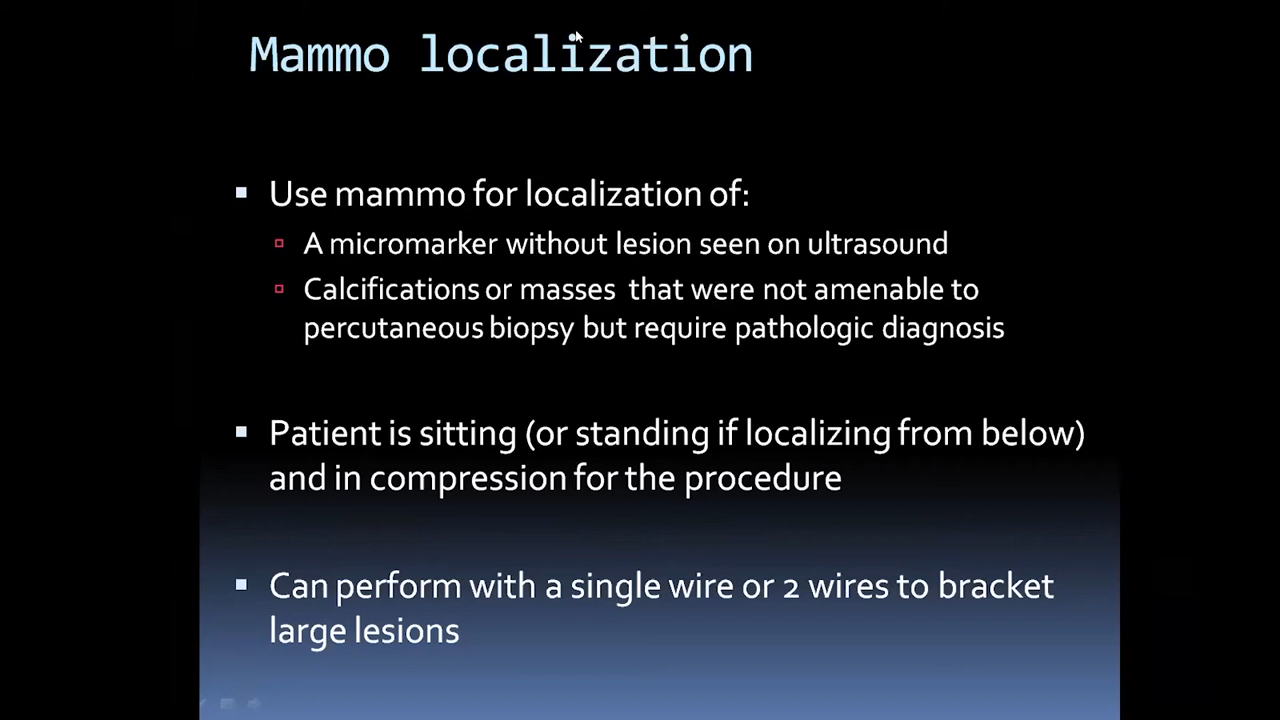 Mammo localization
Use mammo for localization of:
A micromarker without lesion seen on ultrasound
Calcifications or masses that were not amenable to
percutaneous biopsy but require pathologic diagnosis
Patient is sitting (or standing if localizing from below)
and in compression for the procedure
Can perform with a single wire or 2 wires to bracket
large lesions